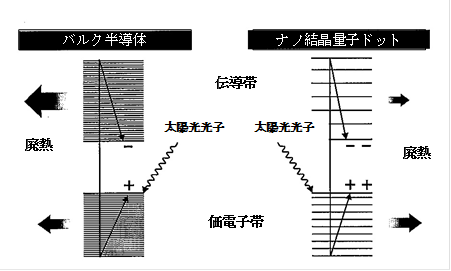 バルク半導体
ナノ結晶量子ドット
伝導帯
太陽光光子
太陽光光子
廃熱
廃熱
−
− −
+
+ +
価電子帯